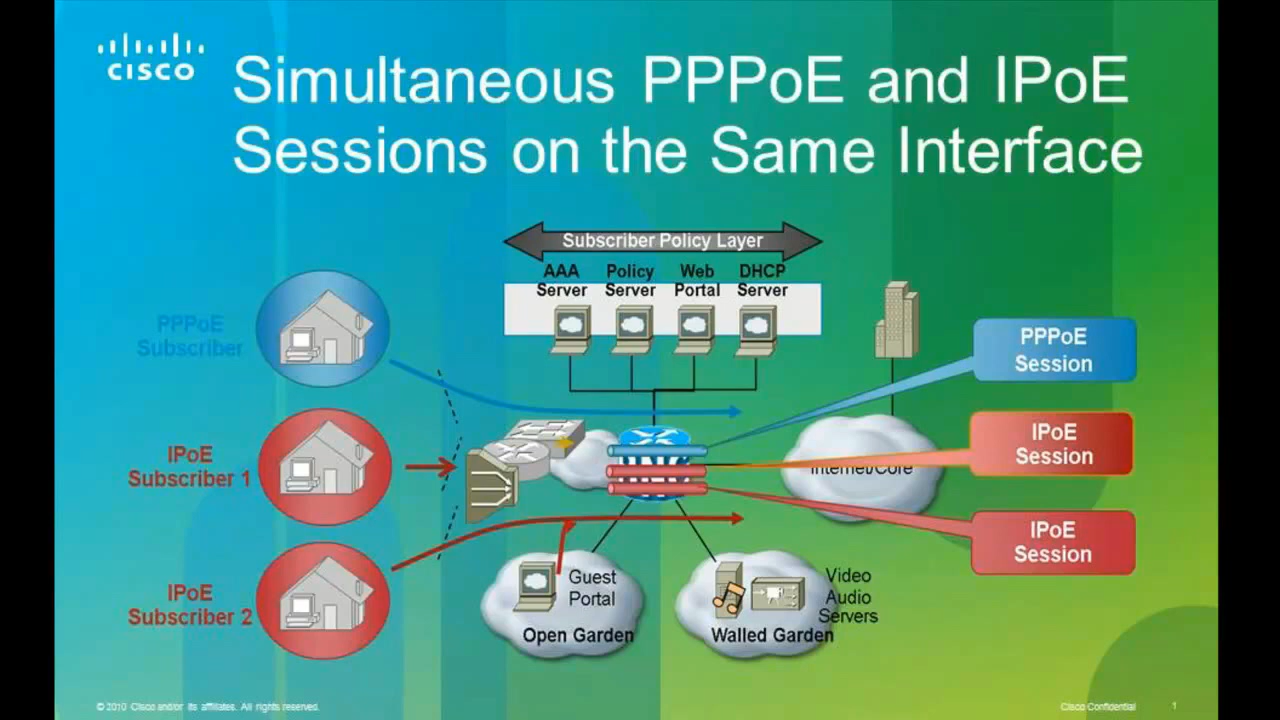 CISCO
Simultaneous PPPoE and IPoE
Sessions on the Same Interface
Subscriber Policy Layer
AAA
Server
Policy
Server
Web
Portal
DHCP
Server
PPPoE
Subscriber
IPoE
Subscriber 1
IPoE
Subscriber 2
PPPoE
Session
IPoE
Session
IPoE
Session
Internet/Core
Guest
Portal
Open Garden
Video
Audio
Servers
Walled Garden
© 2010 Cisco and/or its affiliates. All rights reserved.
Cisco Confidential
1